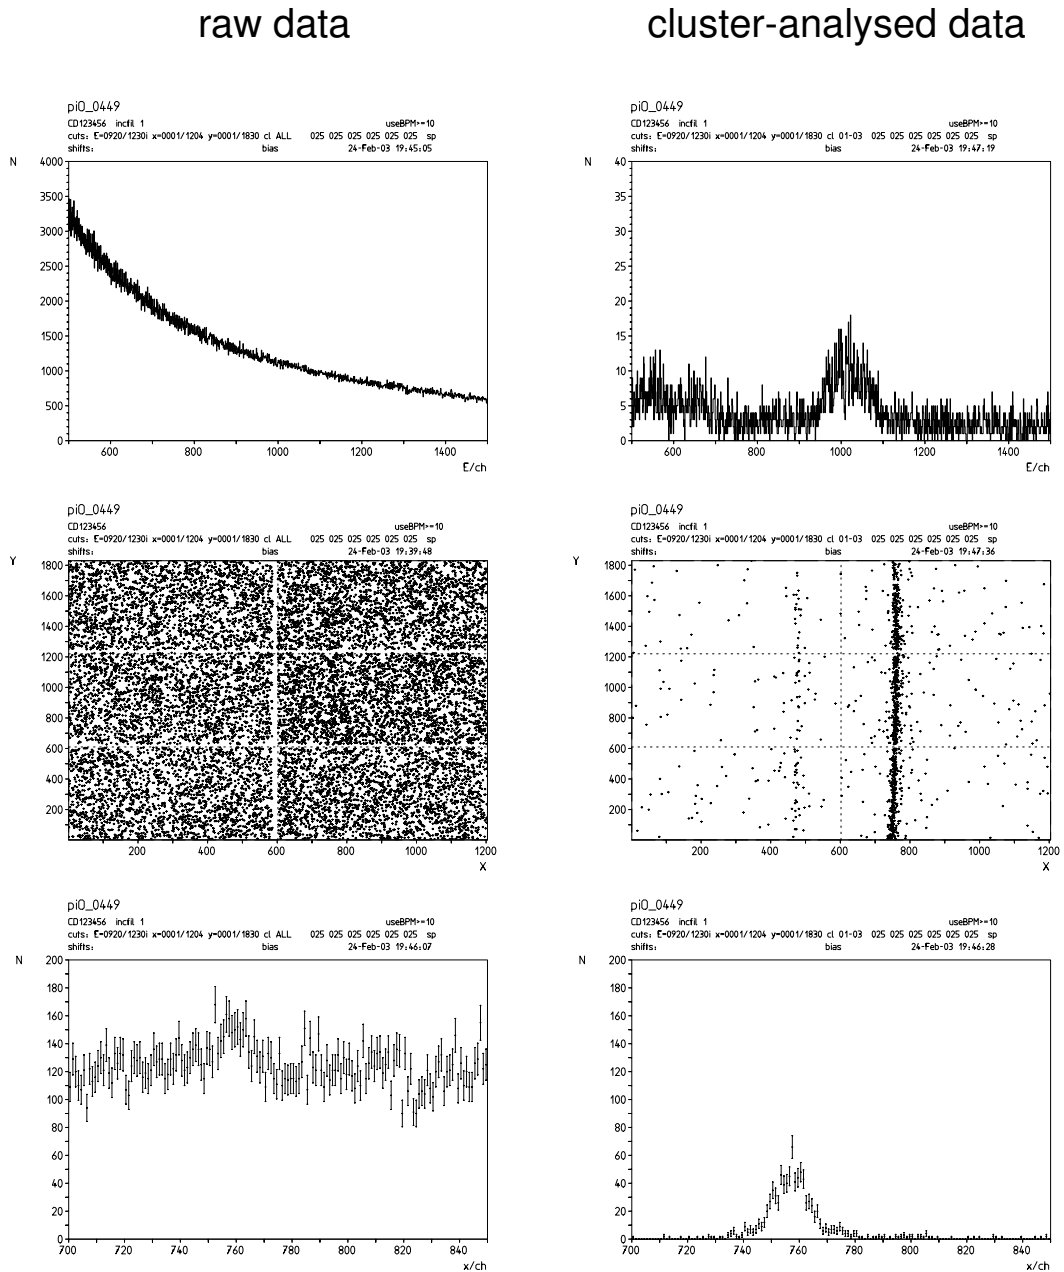 raw data
cluster-analysed data
pi0_0449
CD123456 incfil 1 useBPM>=10
cuts: E=0920/1230i x=0001/1204 y=0001/1830 cl ALL 025 025 025 025 025 025 sp
shifts: bias 24-Feb-03 19:45:05
N
4000
3500
3000
2500
2000
1500
1000
500
0
600 800 1000 1200 1400
E/ch
pi0_0449
CD123456 incfil 1 useBPM>=10
cuts: E=0920/1230i x=0001/1204 y=0001/1830 cl 01-03 025 025 025 025 025 025 sp
shifts: bias 24-Feb-03 19:47:19
N
40
35
30
25
20
15
10
5
0
600 800 1000 1200 1400
E/ch
pi0_0449
CD123456 useBPM>=10
cuts: E=0920/1230i x=0001/1204 y=0001/1830 cl ALL 025 025 025 025 025 025 sp
shifts: bias 24-Feb-03 19:39:48
Y
1800
1600
1400
1200
1000
800
600
400
200
200 400 600 800 1000 1200
X
pi0_0449
CD123456 incfil 1 useBPM>=10
cuts: E=0920/1230i x=0001/1204 y=0001/1830 cl 01-03 025 025 025 025 025 025 sp
shifts: bias 24-Feb-03 19:47:36
Y
1800
1600
1400
1200
1000
800
600
400
200
200 400 600 800 1000 1200
X
pi0_0449
CD123456 incfil 1 useBPM>=10
cuts: E=0920/1230i x=0001/1204 y=0001/1830 cl ALL 025 025 025 025 025 025 sp
shifts: bias 24-Feb-03 19:46:07
N
200
180
160
140
120
100
80
60
40
20
0
700 720 740 760 780 800 820 840
x/ch
pi0_0449
CD123456 incfil 1 useBPM>=10
cuts: E=0920/1230i x=0001/1204 y=0001/1830 cl 01-03 025 025 025 025 025 025 sp
shifts: bias 24-Feb-03 19:46:28
N
200
180
160
140
120
100
80
60
40
20
0
700 720 740 760 780 800 820 840
x/ch